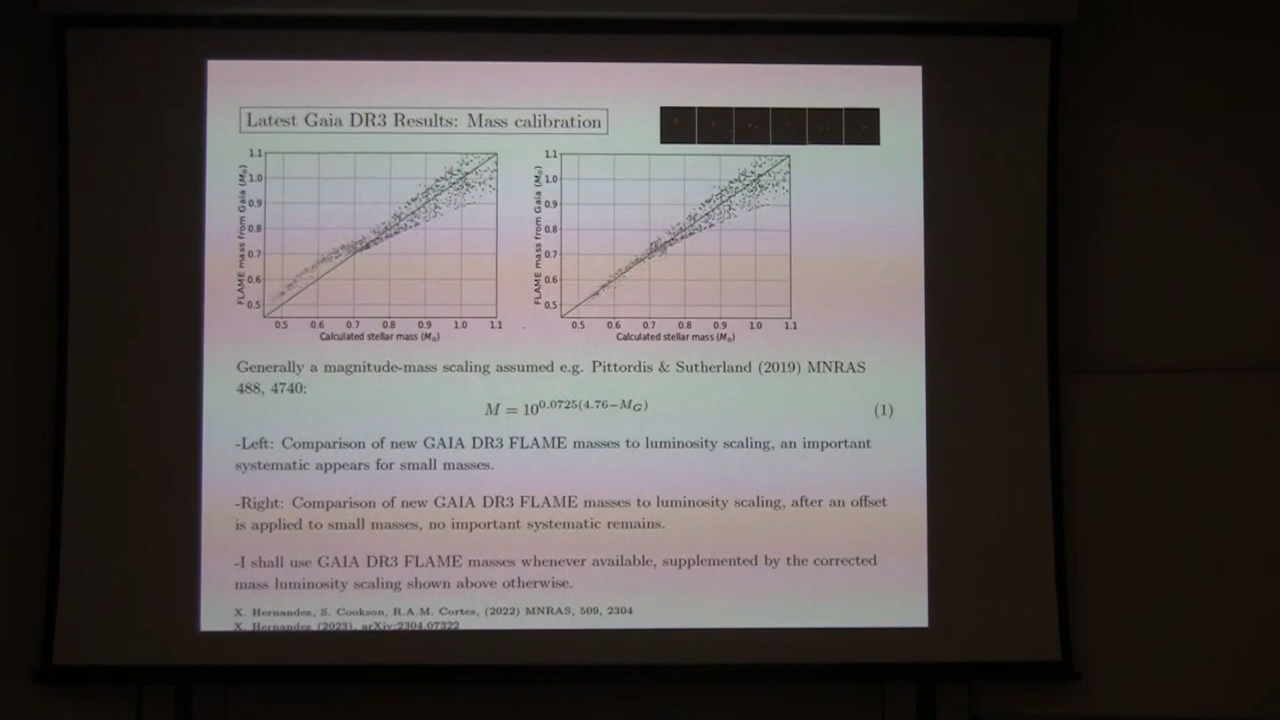 Latest Gaia DR3 Results: Mass calibration
1.1
1.0
0.9
0.8
0.7
0.6
0.5
FLAME mass from Gaia (M⊙)
0.5 0.6 0.7 0.8 0.9 1.0 1.1
Calculated stellar mass (M⊙)
1.1
1.0
0.9
0.8
0.7
0.6
0.5
FLAME mass from Gaia (M⊙)
0.5 0.6 0.7 0.8 0.9 1.0 1.1
Calculated stellar mass (M⊙)
Generally a magnitude-mass scaling assumed e.g. Pittordis & Sutherland (2019) MNRAS
488, 4740:
M = 10^0.0725(4.76−M_G) (1)
-Left: Comparison of new GAIA DR3 FLAME masses to luminosity scaling, an important
systematic appears for small masses.
-Right: Comparison of new GAIA DR3 FLAME masses to luminosity scaling, after an offset
is applied to small masses, no important systematic remains.
-I shall use GAIA DR3 FLAME masses whenever available, supplemented by the corrected
mass luminosity scaling shown above otherwise.
X. Hernandez, S. Cookson, R.A.M. Cortes, (2022) MNRAS, 509, 2304
X. Hernandez (2023), arXiv:2304.07322